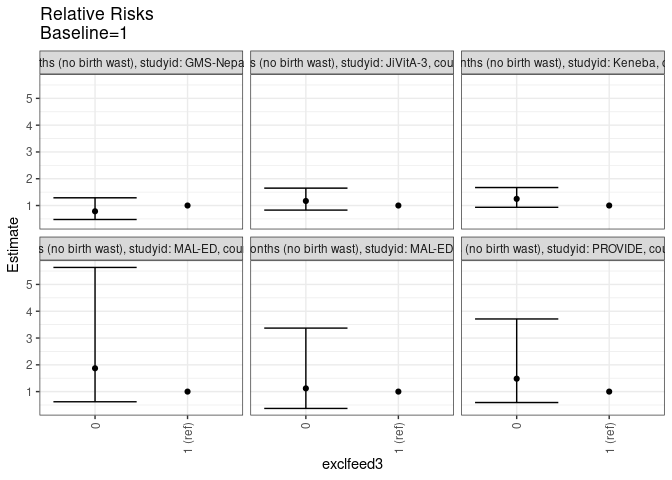 Relative Risks
Baseline=1
ths (no birth wast), studyid: GMS-Nepa
s (no birth wast), studyid: JiVitA-3, cou
nths (no birth wast), studyid: Keneba, c
5
4
3
2
1
s (no birth wast), studyid: MAL-ED, cou
onths (no birth wast), studyid: MAL-ED
(no birth wast), studyid: PROVIDE, cou
5
4
3
2
1
Estimate
0
1 (ref)
0
1 (ref)
0
1 (ref)
exclfeed3